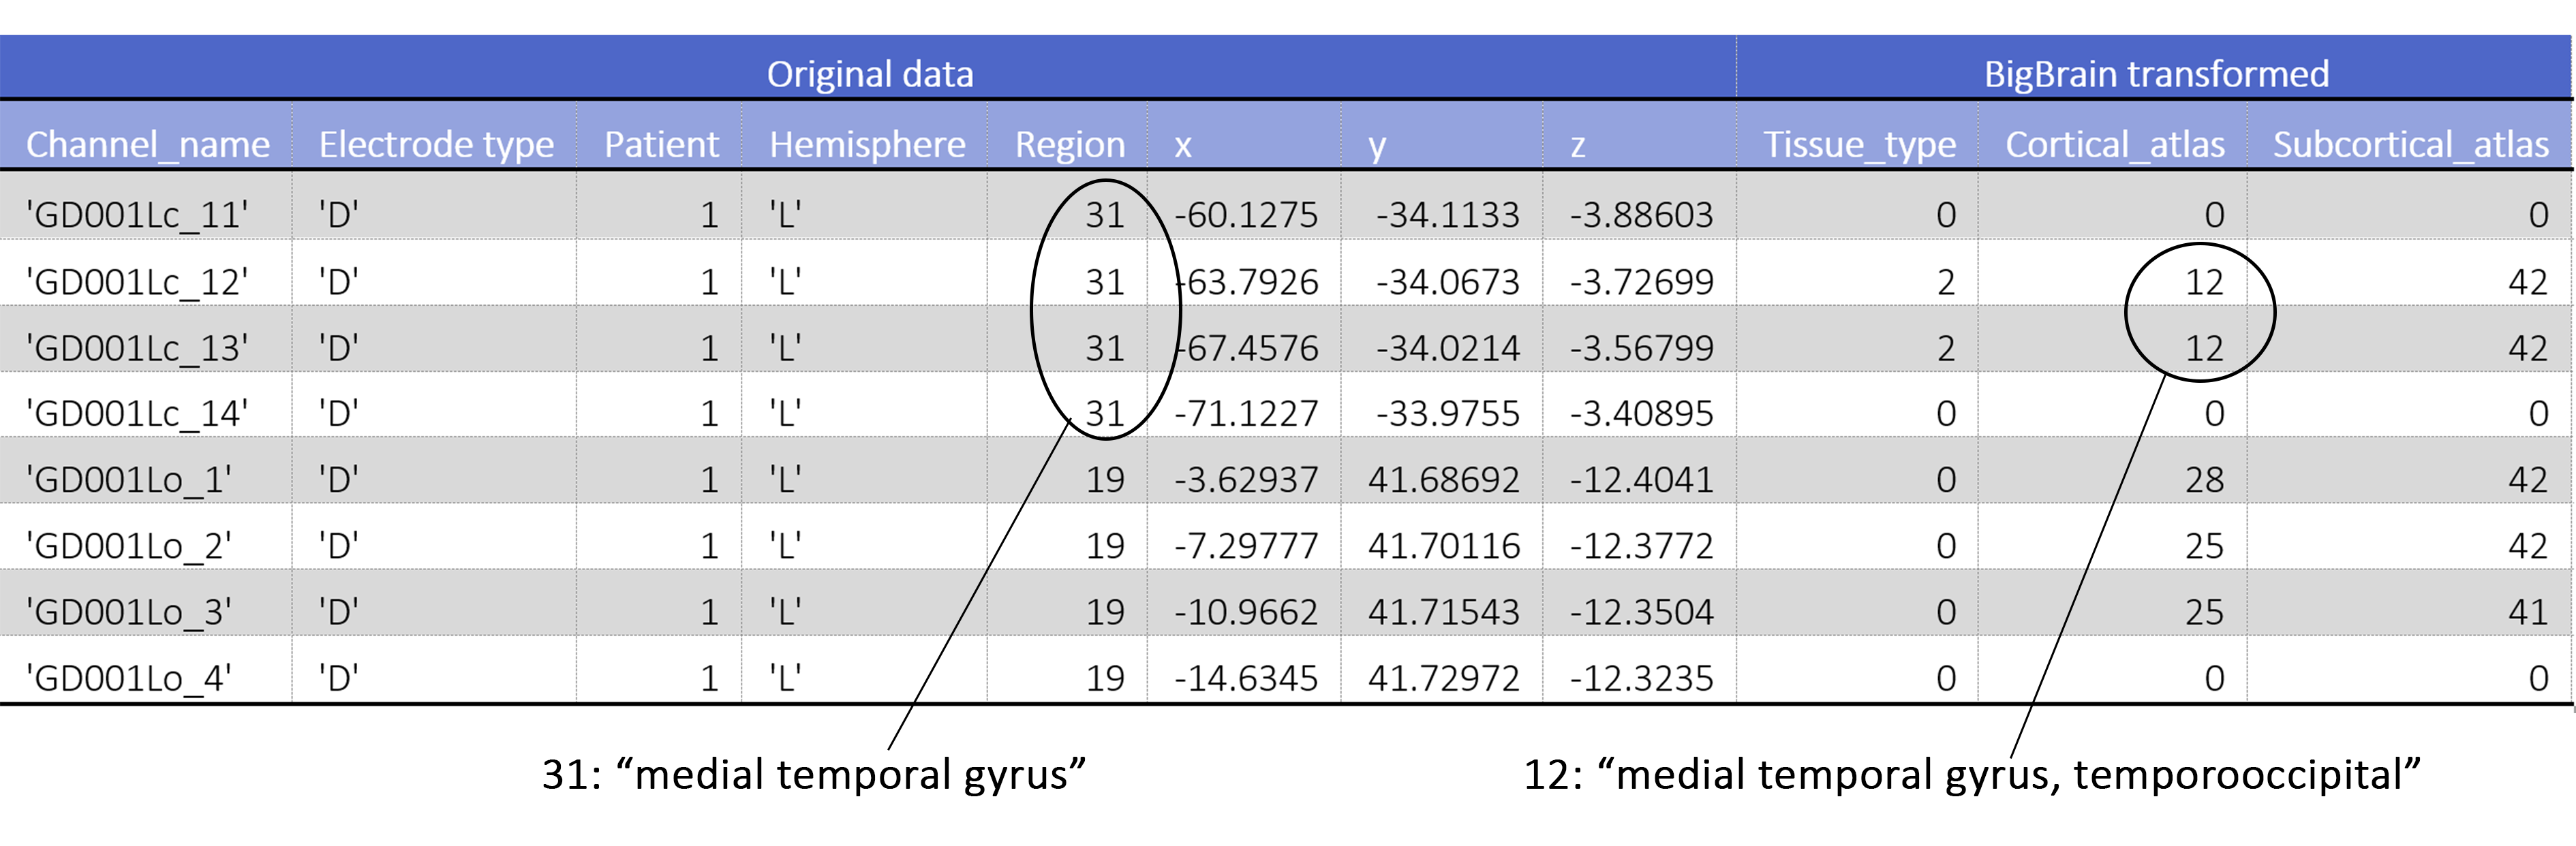 Original data BigBrain transformed
Channel_name Electrode type Patient Hemisphere Region x y z Tissue_type Cortical_atlas Subcortical_atlas
'GD001Lc_11' 'D' 1 'L' 31 -60.1275 -34.1133 -3.88603 0 0 0
'GD001Lc_12' 'D' 1 'L' 31 -63.7926 -34.0673 -3.72699 2 12 42
'GD001Lc_13' 'D' 1 'L' 31 -67.4576 -34.0214 -3.56799 2 12 42
'GD001Lc_14' 'D' 1 'L' 31 -71.1227 -33.9755 -3.40895 0 0 0
'GD001Lo_1' 'D' 1 'L' 19 -3.62937 41.68692 -12.4041 0 28 42
'GD001Lo_2' 'D' 1 'L' 19 -7.29777 41.70116 -12.3772 0 25 42
'GD001Lo_3' 'D' 1 'L' 19 -10.9662 41.71543 -12.3504 0 25 41
'GD001Lo_4' 'D' 1 'L' 19 -14.6345 41.72972 -12.3235 0 0 0
31: “medial temporal gyrus” 12: “medial temporal gyrus, temporooccipital”